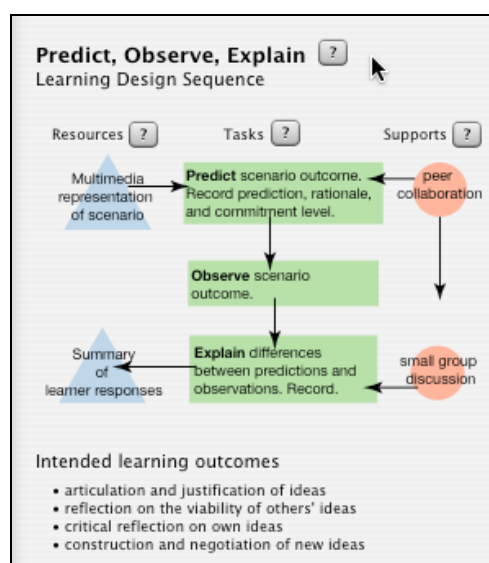 Predict, Observe, Explain ?
Learning Design Sequence
Resources ? Tasks ? Supports ?
Multimedia
representation
of scenario
Predict scenario outcome.
Record prediction, rationale,
and commitment level.
peer
collaboration
Observe scenario
outcome.
Summary
of
learner responses
Explain differences
between predictions and
observations. Record.
small group
discussion
Intended learning outcomes
• articulation and justification of ideas
• reflection on the viability of others' ideas
• critical reflection on own ideas
• construction and negotiation of new ideas